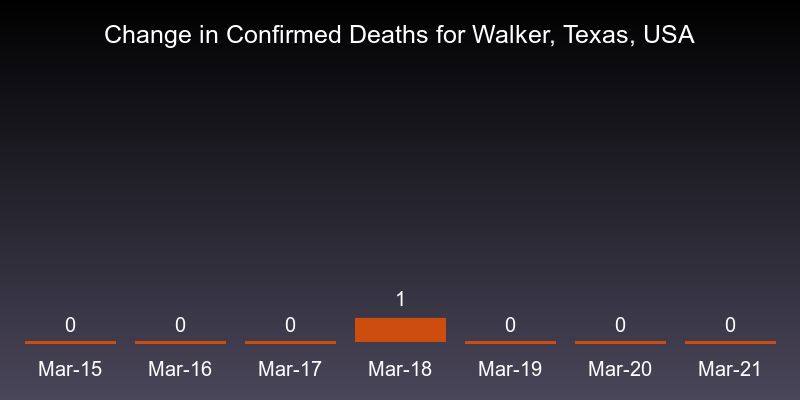 Change in Confirmed Deaths for Walker, Texas, USA
1
0 0 0 0 0 0
Mar-15 Mar-16 Mar-17 Mar-18 Mar-19 Mar-20 Mar-21